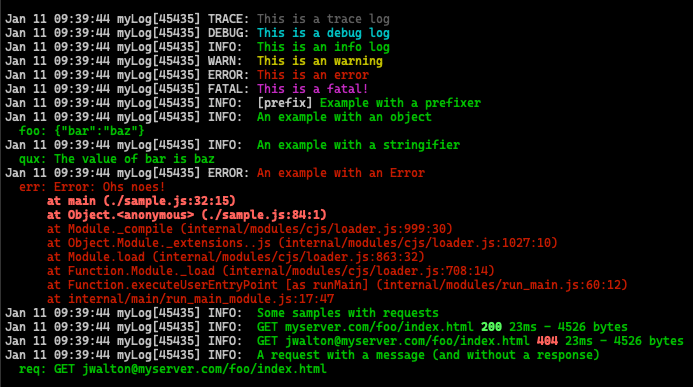 Jan 11 09:39:44 myLog[45435] TRACE: This is a trace log
Jan 11 09:39:44 myLog[45435] DEBUG: This is a debug log
Jan 11 09:39:44 myLog[45435] INFO:  This is an info log
Jan 11 09:39:44 myLog[45435] WARN:  This is an warning
Jan 11 09:39:44 myLog[45435] ERROR: This is an error
Jan 11 09:39:44 myLog[45435] FATAL: This is a fatal!
Jan 11 09:39:44 myLog[45435] INFO:  [prefix] Example with a prefixer
Jan 11 09:39:44 myLog[45435] INFO:  An example with an object
  foo: {"bar":"baz"}
Jan 11 09:39:44 myLog[45435] INFO:  An example with a stringifier
  qux: The value of bar is baz
Jan 11 09:39:44 myLog[45435] ERROR: An example with an Error
  err: Error: Ohs noes!
      at main (./sample.js:32:15)
      at Object.<anonymous> (./sample.js:84:1)
      at Module._compile (internal/modules/cjs/loader.js:999:30)
      at Object.Module._extensions..js (internal/modules/cjs/loader.js:1027:10)
      at Module.load (internal/modules/cjs/loader.js:863:32)
      at Function.Module._load (internal/modules/cjs/loader.js:708:14)
      at Function.executeUserEntryPoint [as runMain] (internal/modules/run_main.js:60:12)
      at internal/main/run_main_module.js:17:47
Jan 11 09:39:44 myLog[45435] INFO:  Some samples with requests
Jan 11 09:39:44 myLog[45435] INFO:  GET myserver.com/foo/index.html 200 23ms - 4526 bytes
Jan 11 09:39:44 myLog[45435] INFO:  GET jwalton@myserver.com/foo/index.html 404 23ms - 4526 bytes
Jan 11 09:39:44 myLog[45435] INFO:  A request with a message (and without a response)
  req: GET jwalton@myserver.com/foo/index.html